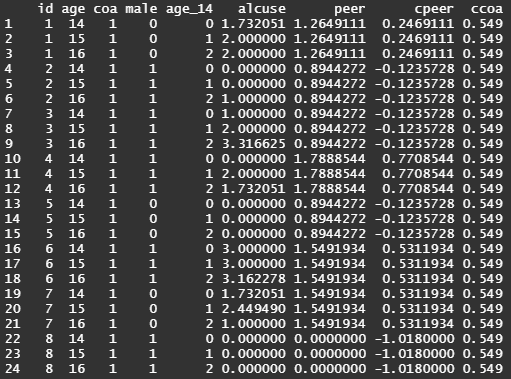 id age coa male age_14 alcuse peer cpeer ccoa
1 1 14 1 0 0 1.732051 1.2649111 0.2469111 0.549
2 1 15 1 0 1 2.000000 1.2649111 0.2469111 0.549
3 1 16 1 0 2 2.000000 1.2649111 0.2469111 0.549
4 2 14 1 1 0 0.000000 0.8944272 -0.1235728 0.549
5 2 15 1 1 1 0.000000 0.8944272 -0.1235728 0.549
6 2 16 1 1 2 1.000000 0.8944272 -0.1235728 0.549
7 3 14 1 1 0 1.000000 0.8944272 -0.1235728 0.549
8 3 15 1 1 1 2.000000 0.8944272 -0.1235728 0.549
9 3 16 1 1 2 3.316625 0.8944272 -0.1235728 0.549
10 4 14 1 1 0 0.000000 1.7888544 0.7708544 0.549
11 4 15 1 1 1 2.000000 1.7888544 0.7708544 0.549
12 4 16 1 1 2 1.732051 1.7888544 0.7708544 0.549
13 5 14 1 0 0 0.000000 0.8944272 -0.1235728 0.549
14 5 15 1 0 1 0.000000 0.8944272 -0.1235728 0.549
15 5 16 1 0 2 0.000000 0.8944272 -0.1235728 0.549
16 6 14 1 1 0 3.000000 1.5491934 0.5311934 0.549
17 6 15 1 1 1 3.000000 1.5491934 0.5311934 0.549
18 6 16 1 1 2 3.162278 1.5491934 0.5311934 0.549
19 7 14 1 0 0 1.732051 1.5491934 0.5311934 0.549
20 7 15 1 0 1 2.449490 1.5491934 0.5311934 0.549
21 7 16 1 0 2 1.000000 1.5491934 0.5311934 0.549
22 8 14 1 1 0 0.000000 0.0000000 -1.0180000 0.549
23 8 15 1 1 1 0.000000 0.0000000 -1.0180000 0.549
24 8 16 1 1 2 0.000000 0.0000000 -1.0180000 0.549